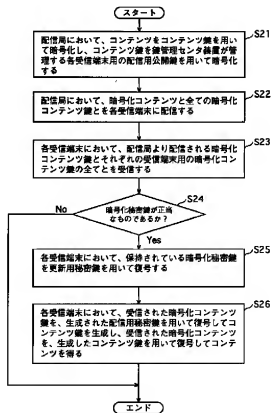 スタート
S21
配信局において、コンテンツをコンテンツ鍵を用い
て暗号化し、コンテンツ鍵を鍵管理センタ装置が管
理する各受信端末用の配信用公開鍵を用いて暗号化
する
S22
配信局において、暗号化コンテンツと全ての暗号化
コンテンツ鍵とを各受信端末に配信する
S23
各受信端末において、配信局より配信される暗号化
コンテンツ鍵とそれぞれの受信端末用の暗号化コン
テンツ鍵の全てとを受信する
S24
暗号化秘密鍵が正当
なものであるか?
No
Yes
S25
各受信端末において、保持されている暗号化秘密鍵
を更新用秘密鍵を用いて復号する
S26
各受信端末において、受信された暗号化コンテンツ
鍵を、生成された配信用秘密鍵を用いて復号してコ
ンテンツ鍵を生成し、受信された暗号化コンテンツ
を、生成したコンテンツ鍵を用いて復号してコンテ
ンツを得る
エンド